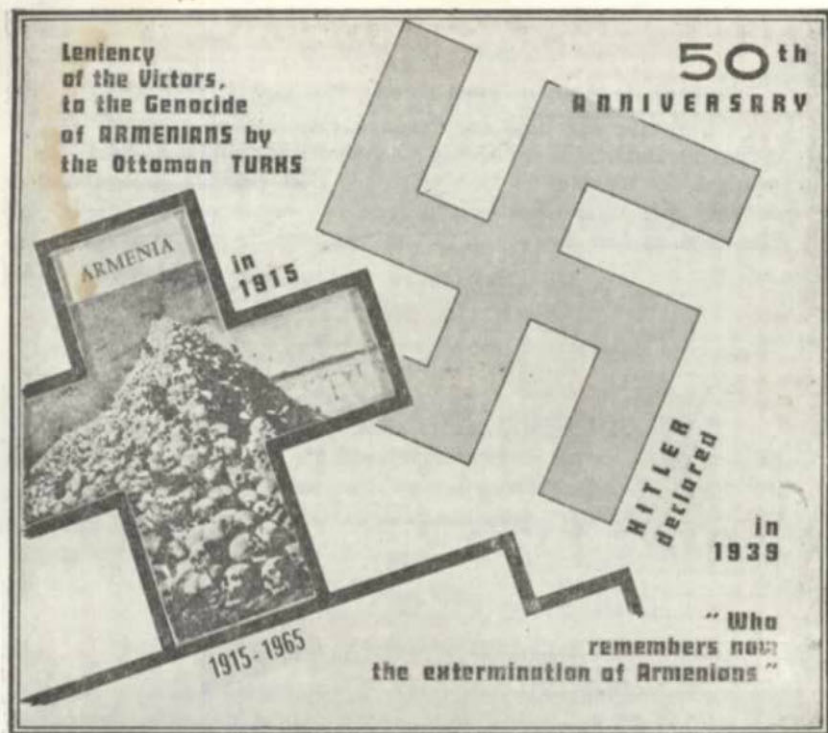 Leniency
of the Victors,
to the Genocide
of ARMENIANS by
the Ottoman TURKS
50th
ANNIVERSARY
ARMENIA
in
1915
1915-1965
HITLER
declared
in
1939
"Who
remembers now
the extermination of Armenians"